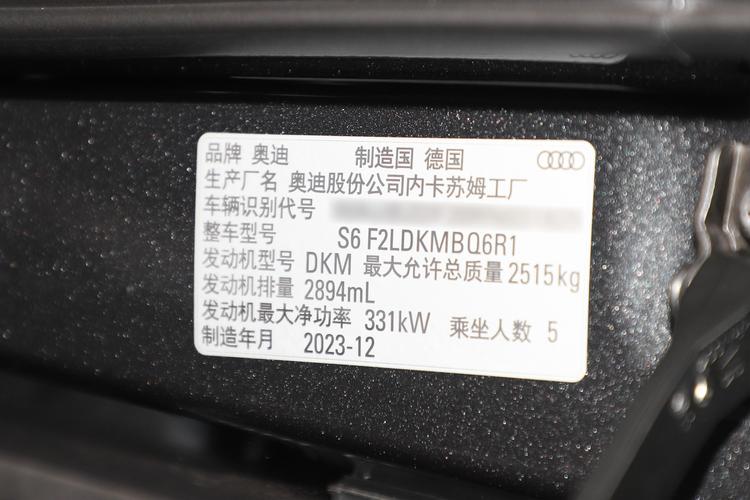 品牌 奥迪 制造国 德国
生产厂名 奥迪股份公司内卡苏姆工厂
车辆识别代号
整车型号 S6 F2LDKMBQ6R1
发动机型号 DKM 最大允许总质量 2515kg
发动机排量 2894mL
发动机最大净功率 331kW 乘坐人数 5
制造年月 2023-12